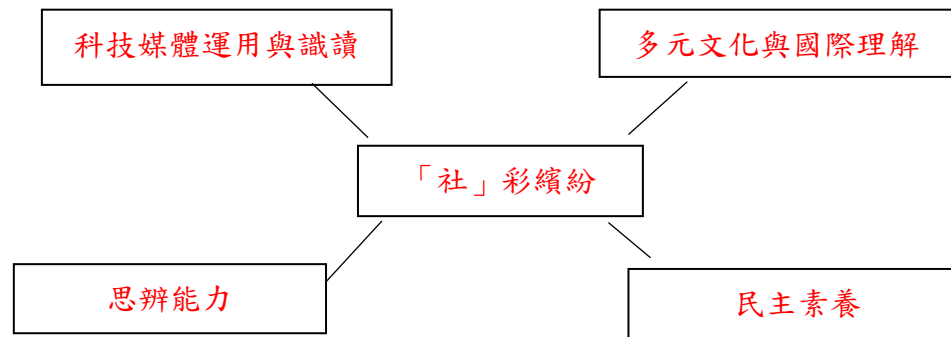 科技媒體運用與識讀
多元文化與國際理解
「社」彩繽紛
思辨能力
民主素養